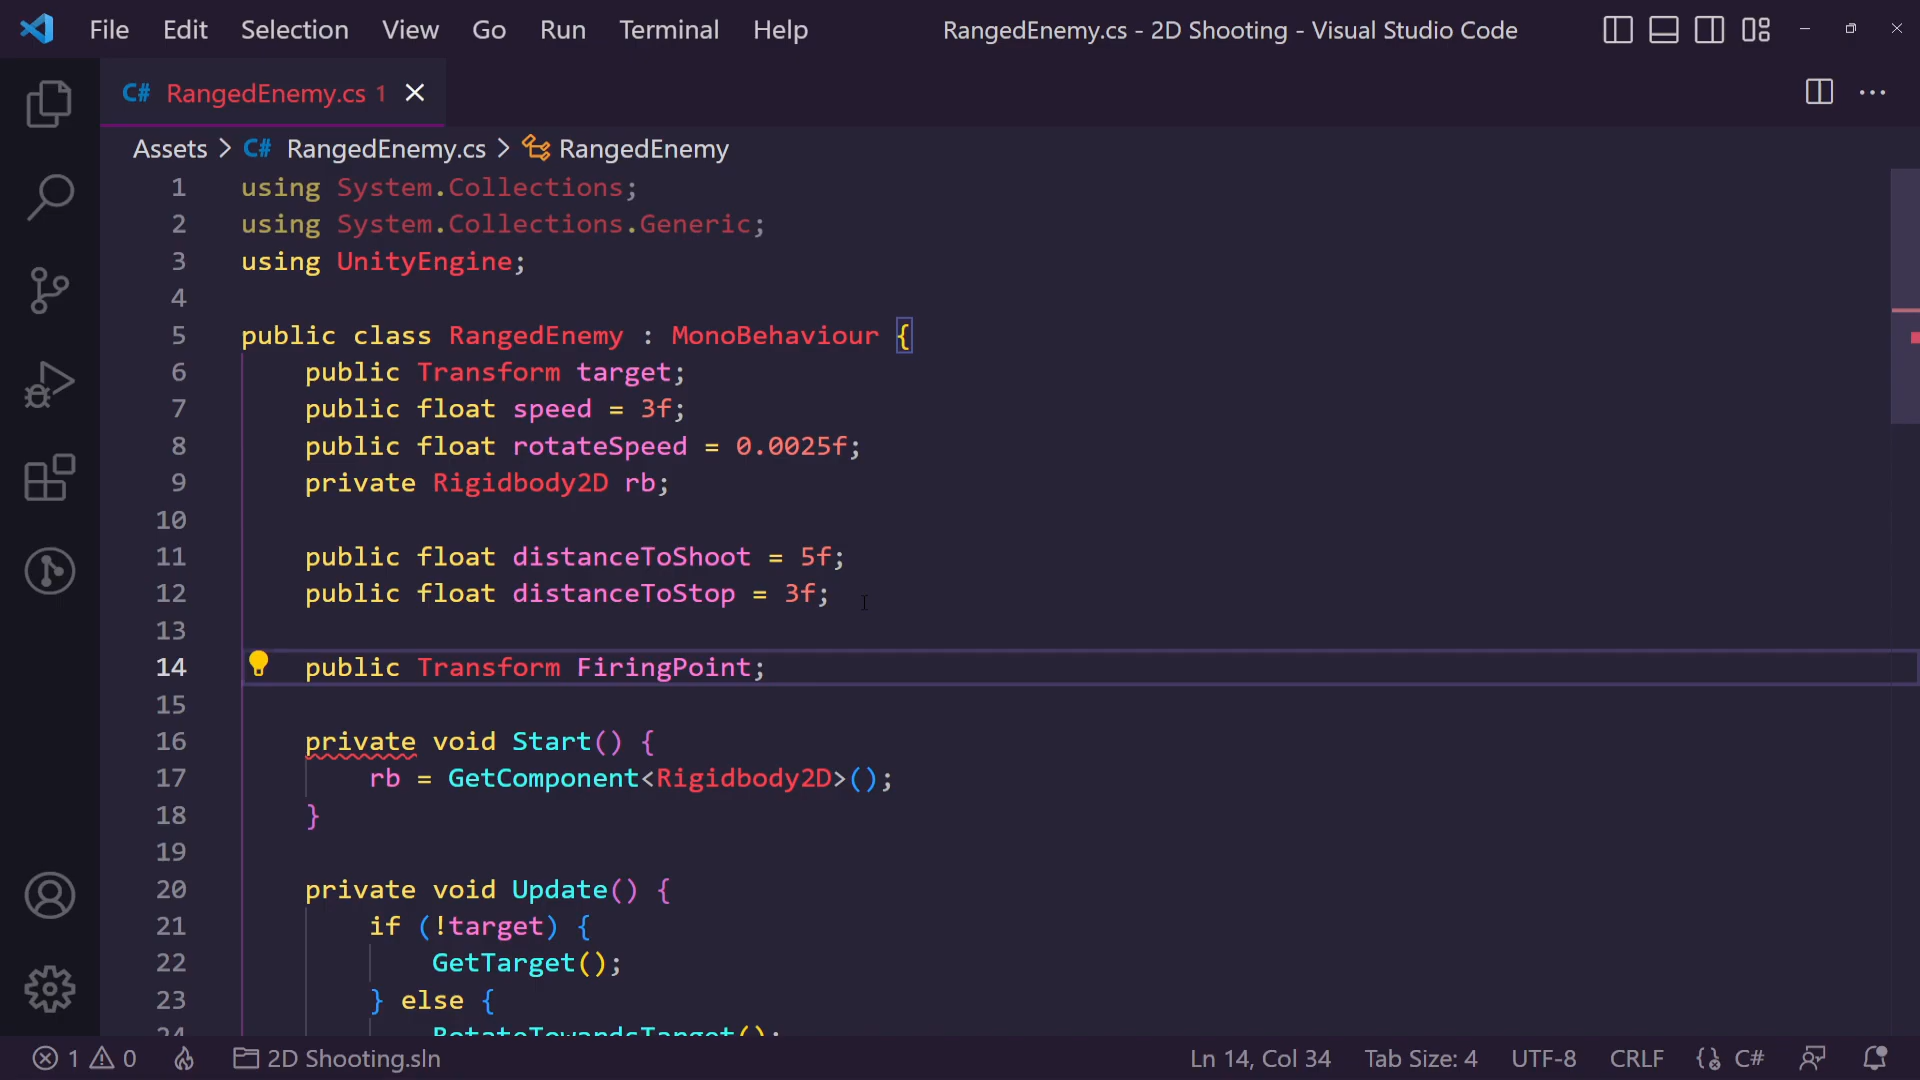 File Edit Selection View Go Run Terminal Help RangedEnemy.cs - 2D Shooting - Visual Studio Code
C# RangedEnemy.cs 1
Assets > C# RangedEnemy.cs > RangedEnemy
1 using System.Collections;
2 using System.Collections.Generic;
3 using UnityEngine;
4
5 public class RangedEnemy : MonoBehaviour {
6 public Transform target;
7 public float speed = 3f;
8 public float rotateSpeed = 0.0025f;
9 private Rigidbody2D rb;
10
11 public float distanceToShoot = 5f;
12 public float distanceToStop = 3f;
13
14 public Transform FiringPoint;
15
16 private void Start() {
17 rb = GetComponent<Rigidbody2D>();
18 }
19
20 private void Update() {
21 if (!target) {
22 GetTarget();
23 } else {
24 RotateTowardsTarget();
1 0 2D Shooting.sln Ln 14, Col 34 Tab Size: 4 UTF-8 CRLF C#